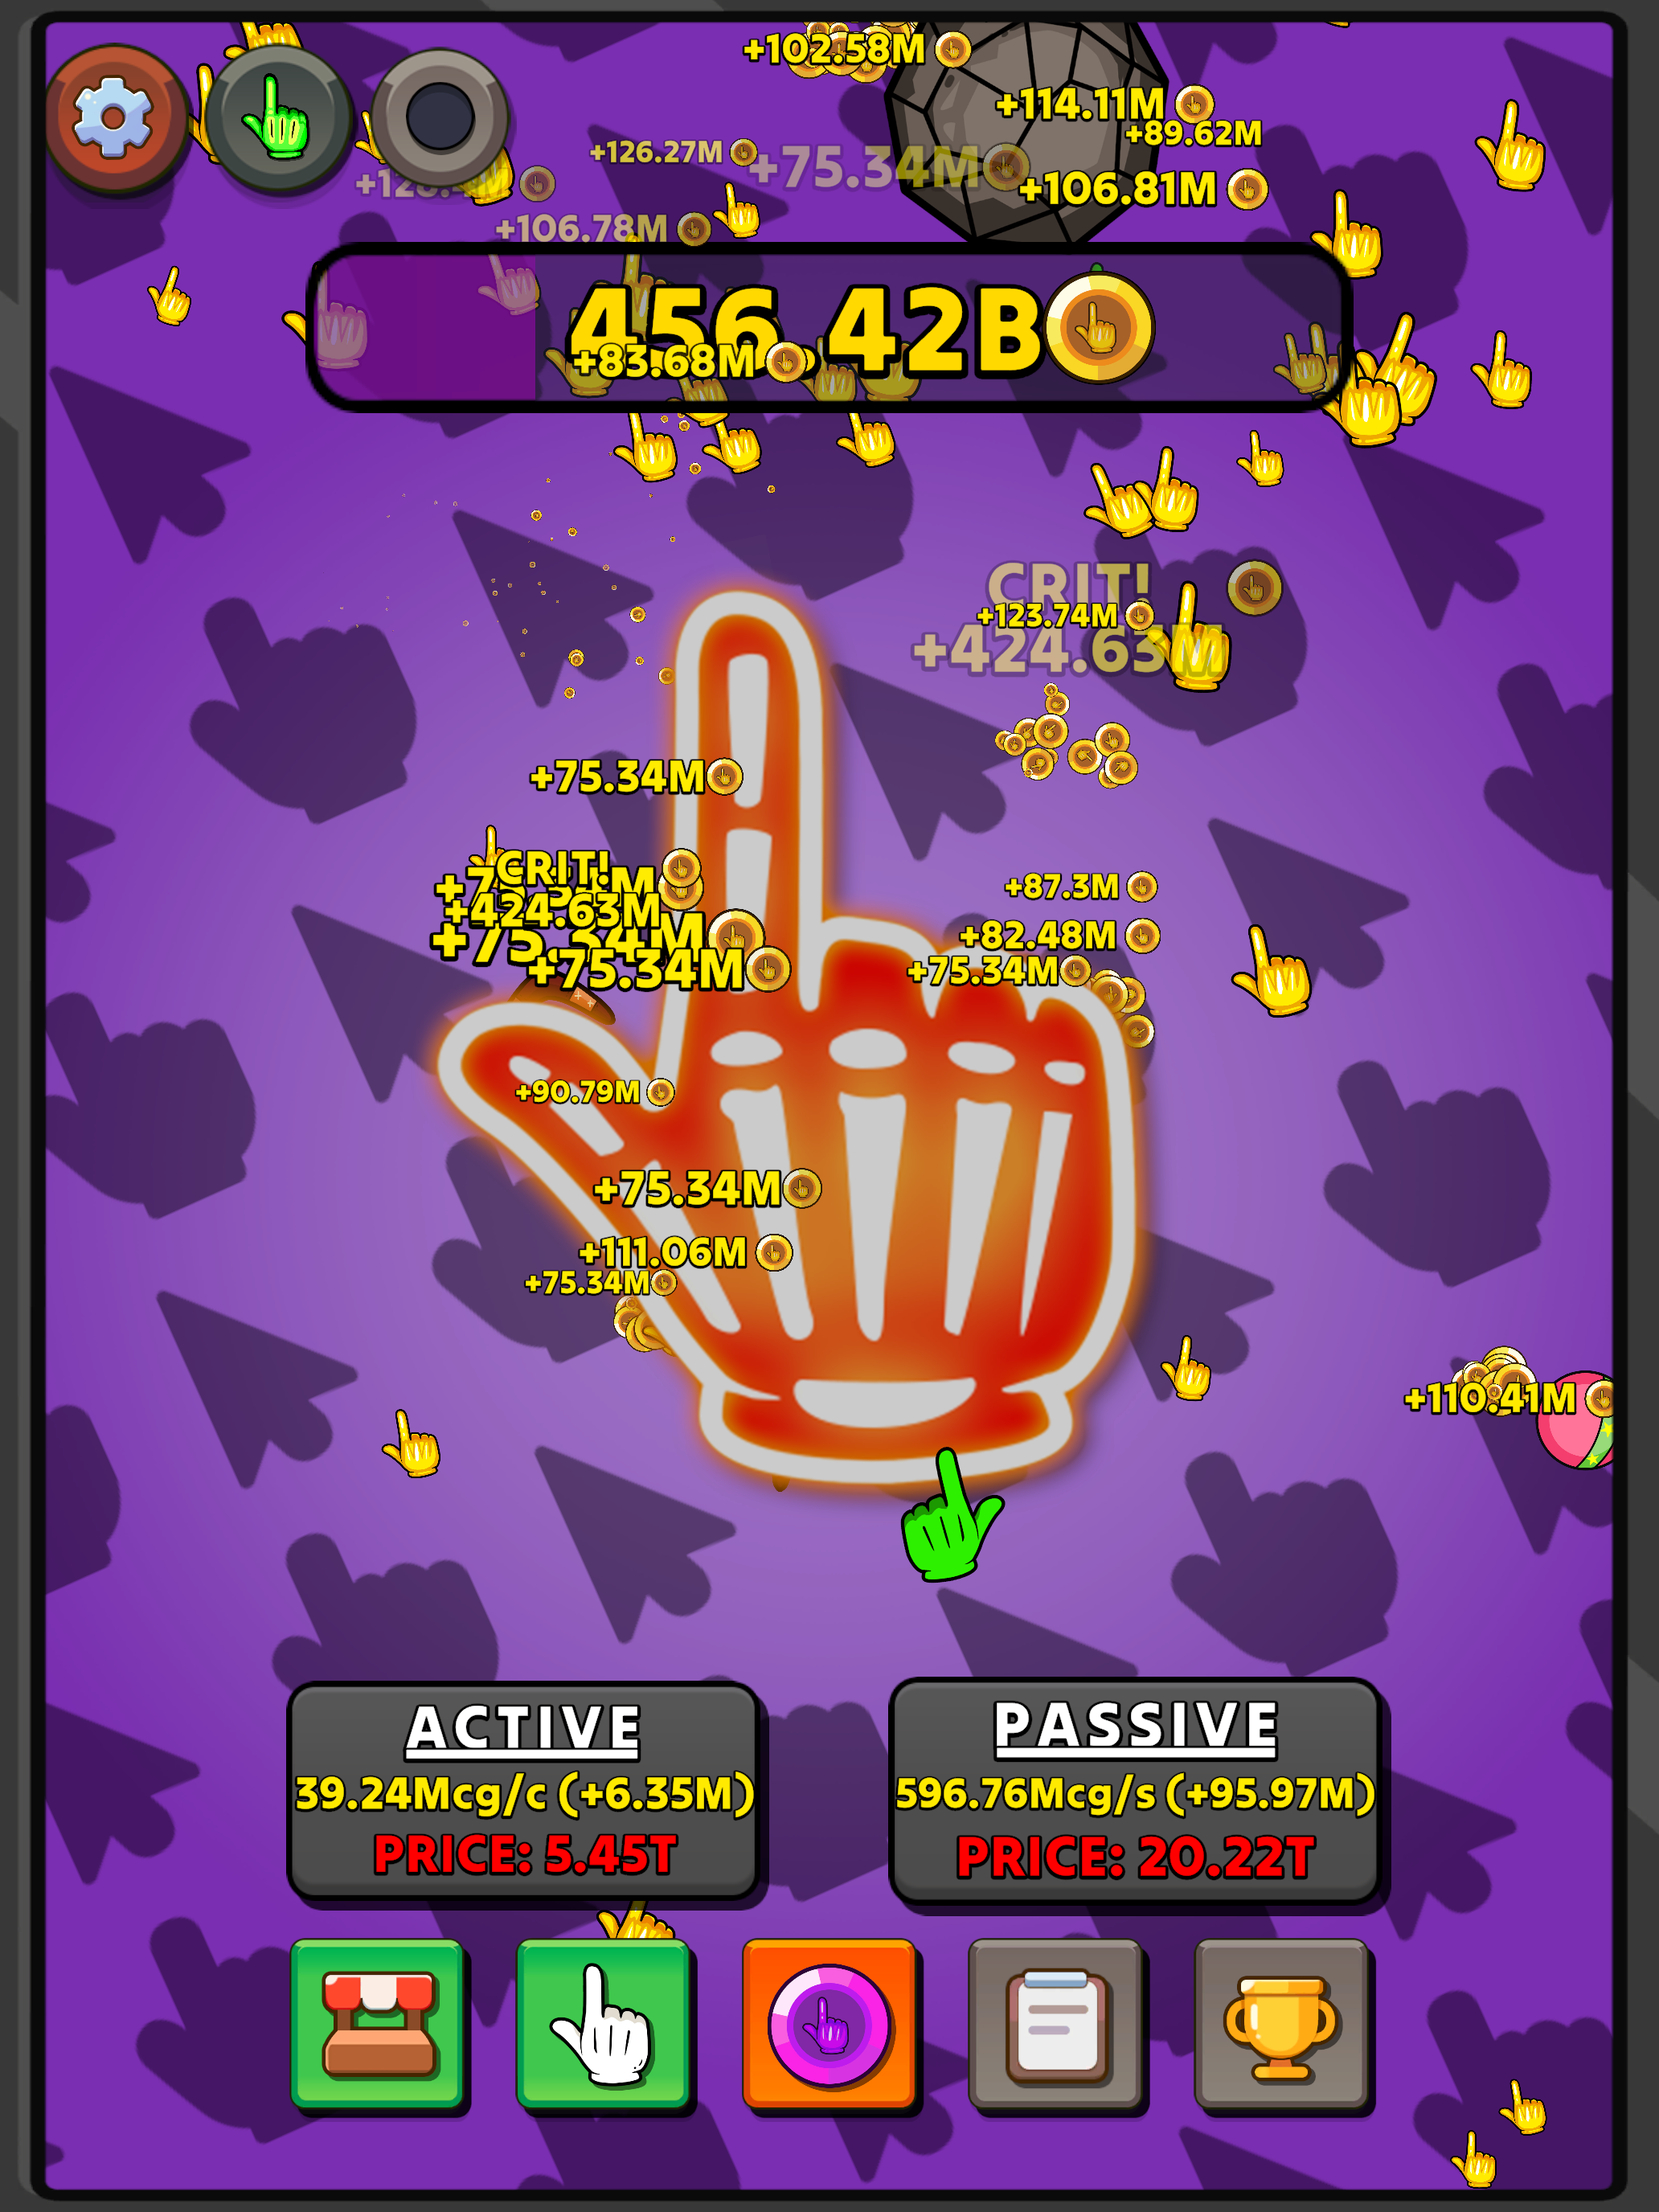 +102.58M
+114.11M
+89.62M
+126.27M
+75.34M
+106.81M
+106.78M
456.42B
+83.68M
CRIT!
+123.74M
+424.63M
+75.34M
CRIT!
+424.63M
+75.34M
+75.34M
+87.3M
+82.48M
+75.34M
+90.79M
+75.34M
+111.06M
+75.34M
+110.41M
ACTIVE
39.24Mcg/c (+6.35M)
PRICE: 5.45T
PASSIVE
596.76Mcg/s (+95.97M)
PRICE: 20.22T